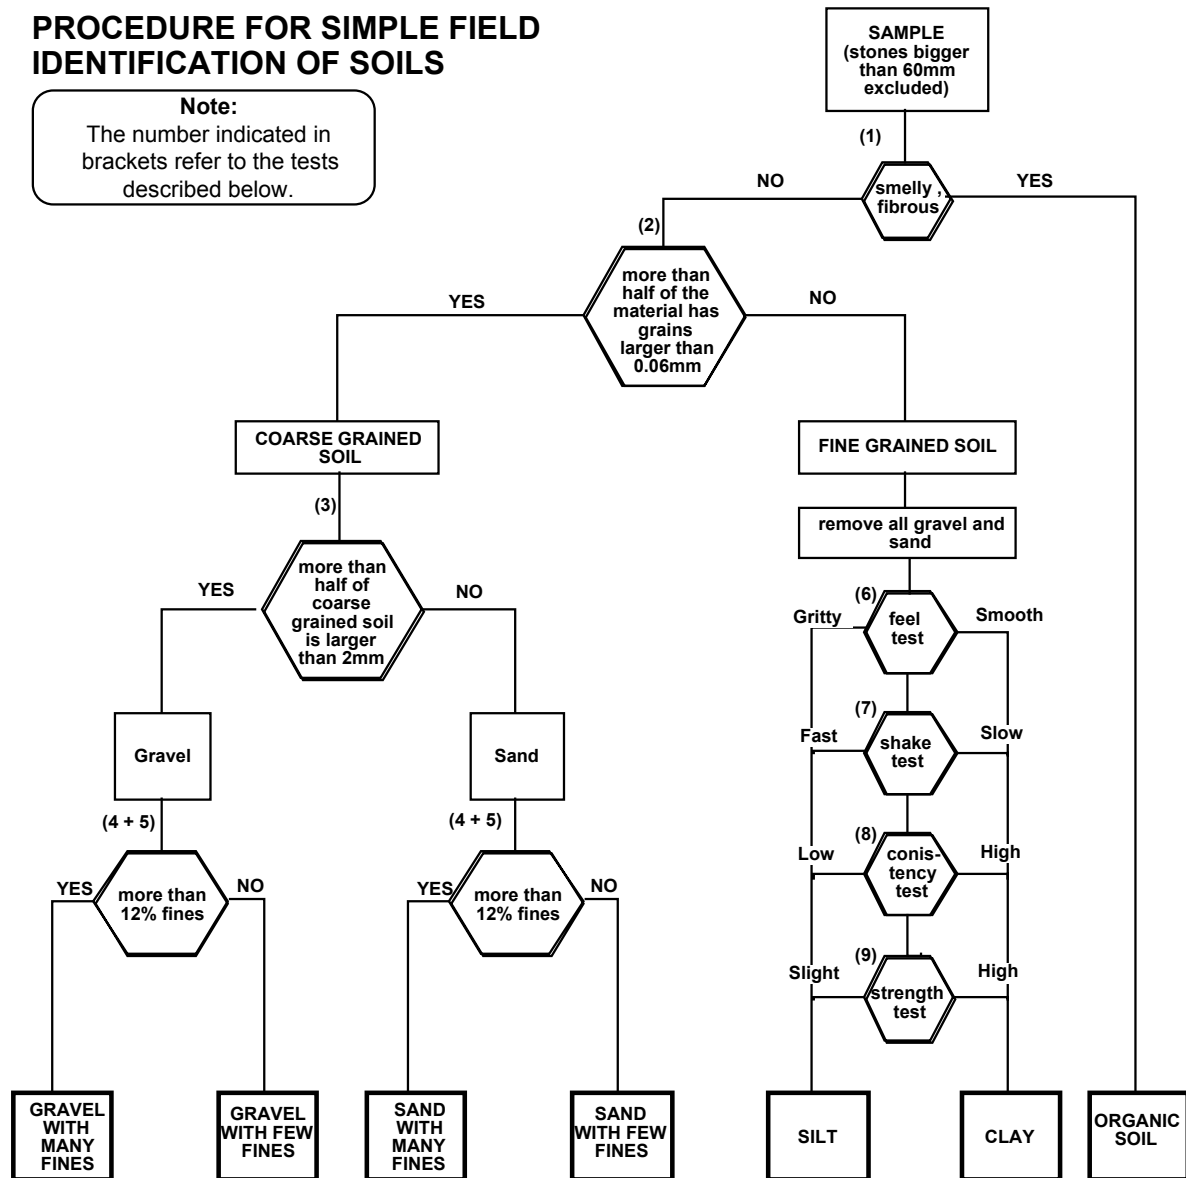 PROCEDURE FOR SIMPLE FIELD
IDENTIFICATION OF SOILS
Note:
The number indicated in
brackets refer to the tests
described below.
SAMPLE
(stones bigger
than 60mm
excluded)
(1)
smelly ,
fibrous
NO
YES
(2)
more than
half of the
material has
grains
larger than
0.06mm
YES
NO
COARSE GRAINED
SOIL
FINE GRAINED SOIL
(3)
remove all gravel and
sand
more than
half of
coarse
grained soil
is larger
than 2mm
YES
NO
(6)
feel
test
Gritty
Smooth
Gravel
Sand
(7)
shake
test
Fast
Slow
(4 + 5)
(4 + 5)
(8)
conis-
tency
test
Low
High
YES
more than
12% fines
NO
YES
more than
12% fines
NO
(9)
strength
test
Slight
High
GRAVEL
WITH
MANY
FINES
GRAVEL
WITH FEW
FINES
SAND
WITH
MANY
FINES
SAND
WITH FEW
FINES
SILT
CLAY
ORGANIC
SOIL